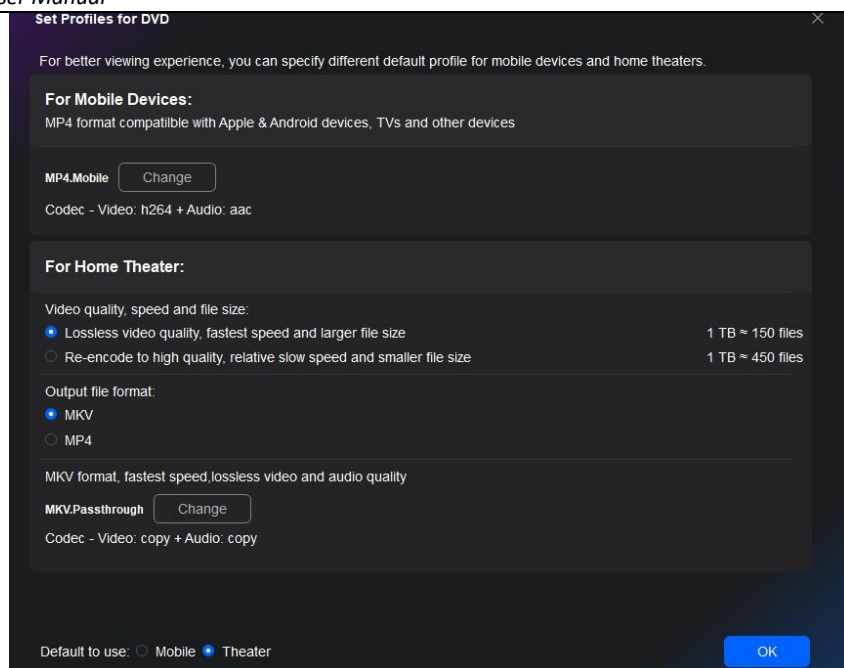 User Manual
Set Profiles for DVD
For better viewing experience, you can specify different default profile for mobile devices and home theaters.
For Mobile Devices:
MP4 format compatilble with Apple & Android devices, TVs and other devices
MP4.Mobile Change
Codec - Video: h264 + Audio: aac
For Home Theater:
Video quality, speed and file size:
Lossless video quality, fastest speed and larger file size 1 TB ≈ 150 files
Re-encode to high quality, relative slow speed and smaller file size 1 TB ≈ 450 files
Output file format:
MKV
MP4
MKV format, fastest speed,lossless video and audio quality
MKV.Passthrough Change
Codec - Video: copy + Audio: copy
Default to use: Mobile Theater OK